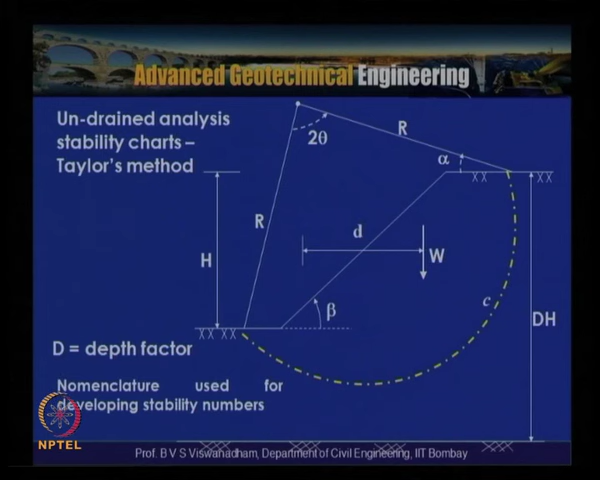 Advanced Geotechnical Engineering
Un-drained analysis
stability charts –
Taylor's method
2θ
R
α
R
d
W
H
β
c
DH
D = depth factor
Nomenclature used for
developing stability numbers
NPTEL
Prof. B V S Viswanadham, Department of Civil Engineering, IIT Bombay